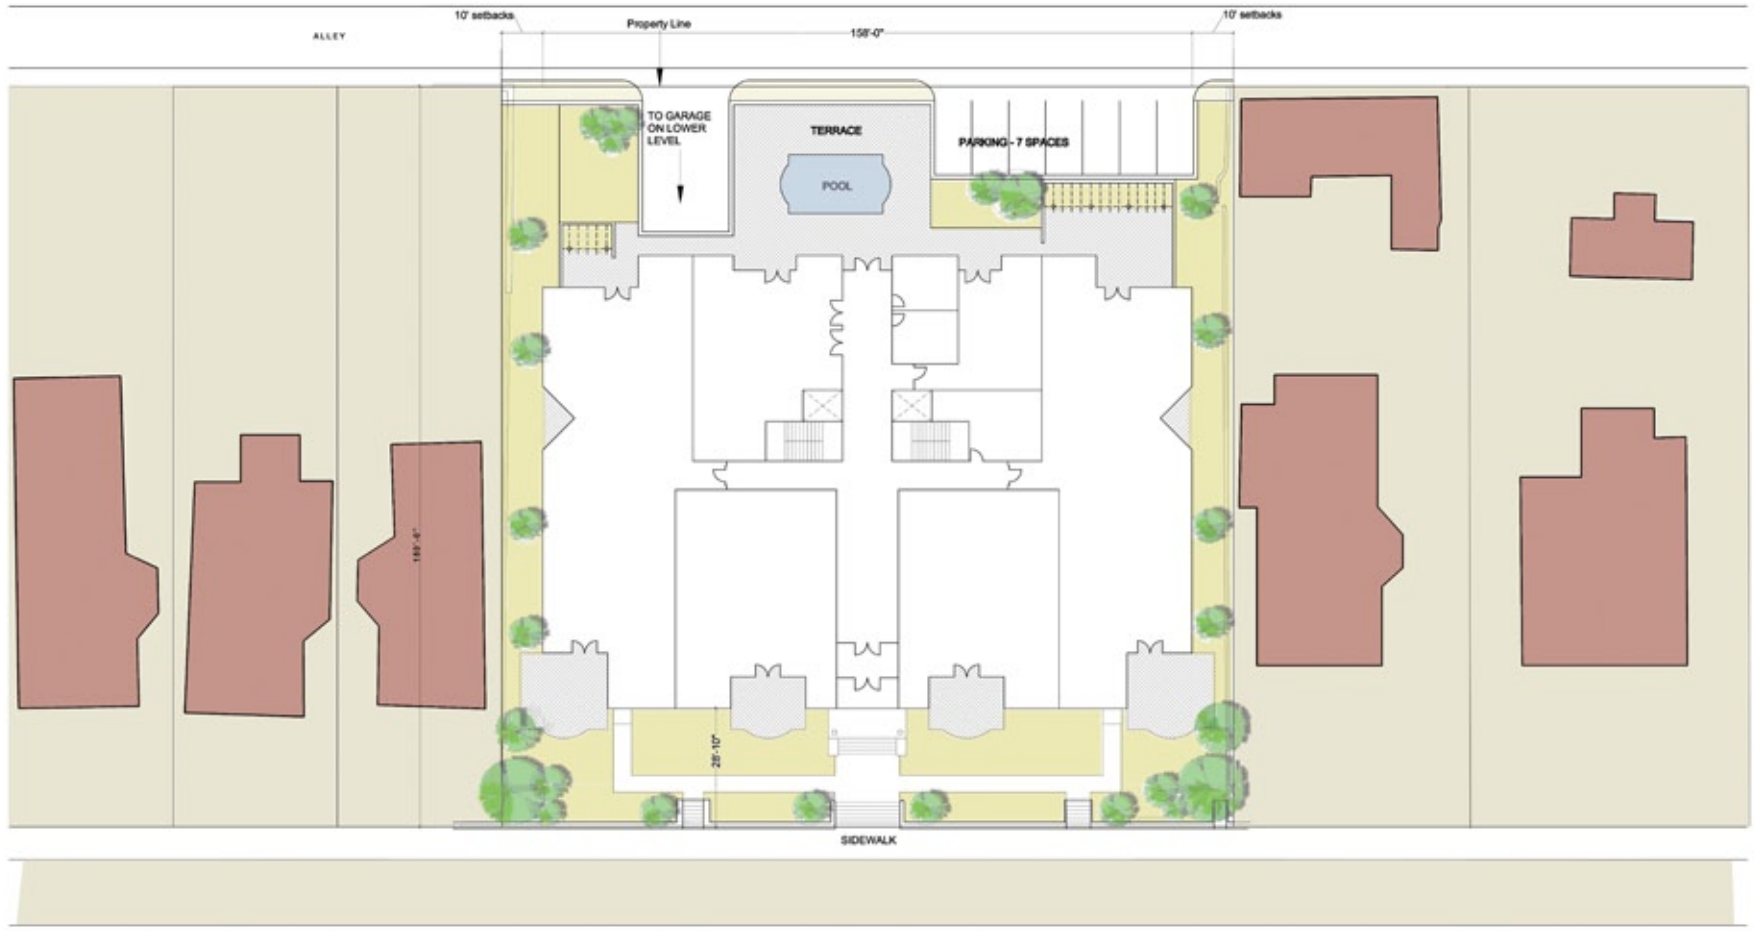 10' setbacks
Property Line
10' setbacks
158'-0"
ALLEY
TO GARAGE
ON LOWER
LEVEL
TERRACE
PARKING - 7 SPACES
POOL
28'-10"
SIDEWALK